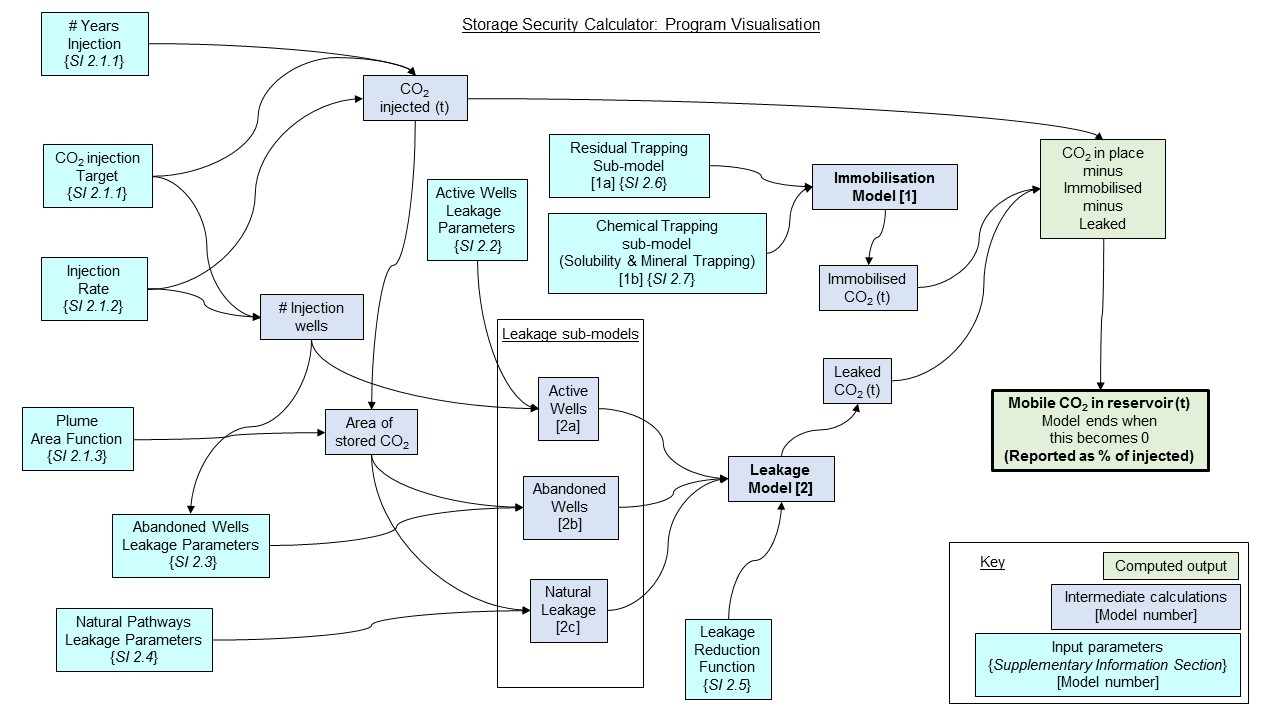 Storage Security Calculator: Program Visualisation
# Years
Injection
{SI 2.1.1}
CO₂
injected (t)
CO₂ injection
Target
{SI 2.1.1}
Injection
Rate
{SI 2.1.2}
# Injection
wells
Plume
Area Function
{SI 2.1.3}
Area of
stored CO₂
Abandoned Wells
Leakage Parameters
{SI 2.3}
Natural Pathways
Leakage Parameters
{SI 2.4}
Active Wells
Leakage
Parameters
{SI 2.2}
Residual Trapping
Sub-model
[1a] {SI 2.6}
Chemical Trapping
sub-model
(Solubility & Mineral Trapping)
[1b] {SI 2.7}
Immobilisation
Model [1]
Immobilised
CO₂ (t)
Leakage sub-models
Active
Wells
[2a]
Abandoned
Wells
[2b]
Natural
Leakage
[2c]
Leaked
CO₂ (t)
Leakage
Model [2]
Leakage
Reduction
Function
{SI 2.5}
CO₂ in place
minus
Immobilised
minus
Leaked
Mobile CO₂ in reservoir (t)
Model ends when
this becomes 0
(Reported as % of injected)
Key
Computed output
Intermediate calculations
[Model number]
Input parameters
{Supplementary Information Section}
[Model number]